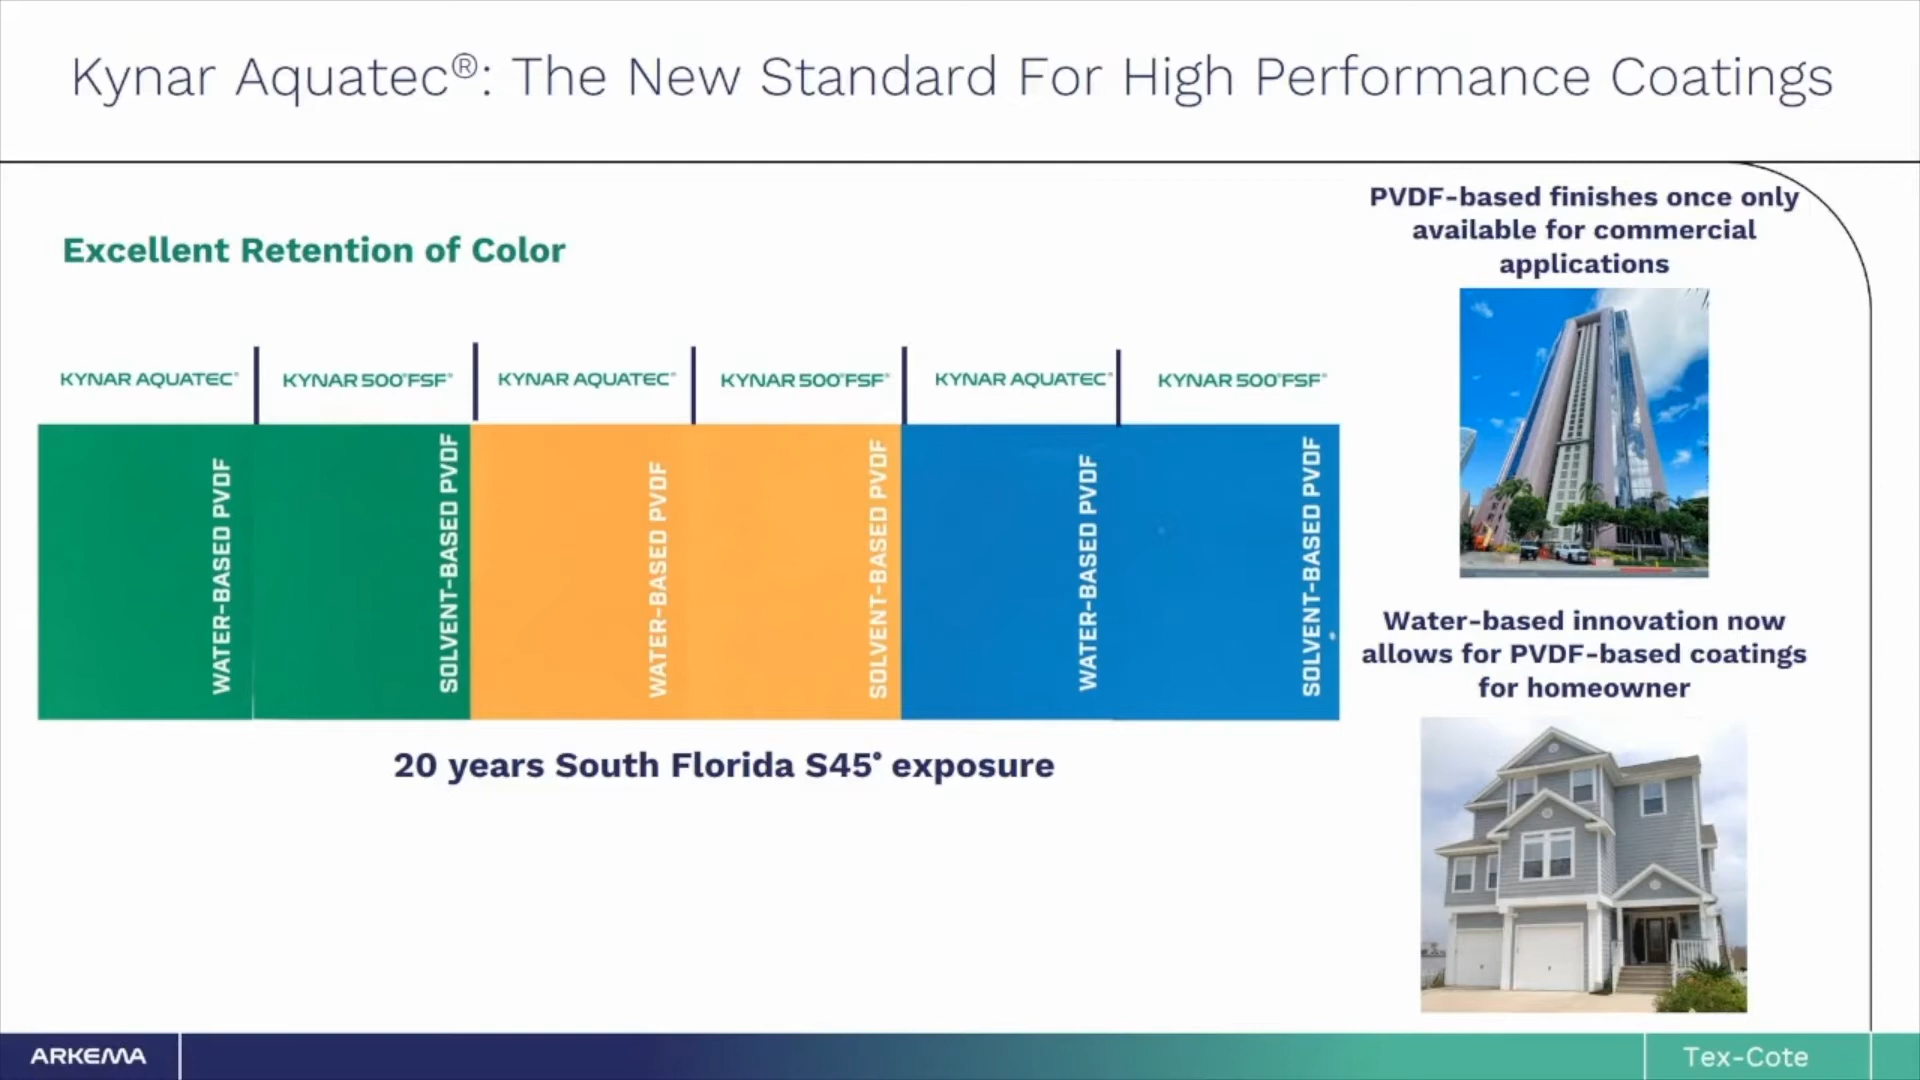 Kynar Aquatec®: The New Standard For High Performance Coatings
Excellent Retention of Color
KYNAR AQUATEC®
KYNAR 500®FSF®
KYNAR AQUATEC®
KYNAR 500®FSF®
KYNAR AQUATEC®
KYNAR 500®FSF®
WATER-BASED PVDF
SOLVENT-BASED PVDF
WATER-BASED PVDF
SOLVENT-BASED PVDF
WATER-BASED PVDF
SOLVENT-BASED PVDF
20 years South Florida S45° exposure
PVDF-based finishes once only
available for commercial
applications
Water-based innovation now
allows for PVDF-based coatings
for homeowner
ARKEMA
Tex-Cote